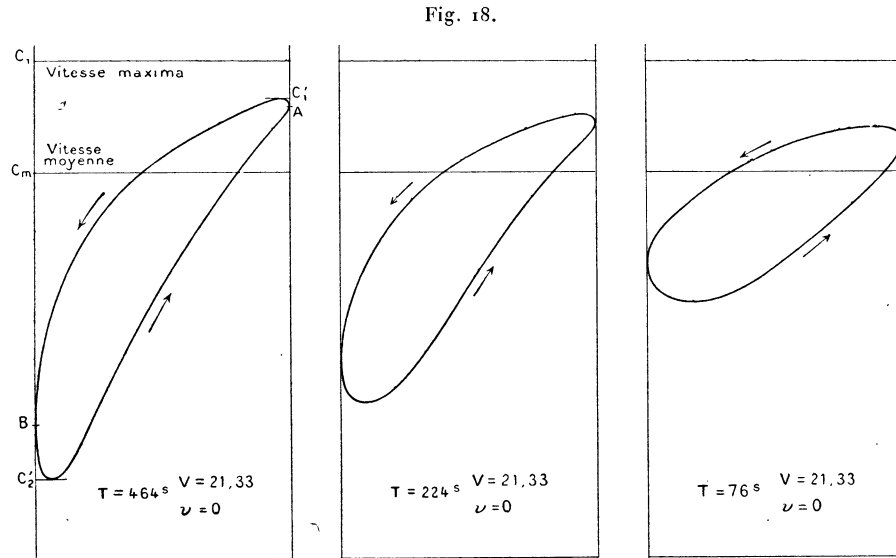 Fig. 18.
C₁
Vitesse maxima
C'₁
A
Vitesse
moyenne
Cm
B
C'₂
T = 464ˢ V = 21,33
ν = 0
T = 224ˢ V = 21,33
ν = 0
T = 76ˢ V = 21,33
ν = 0